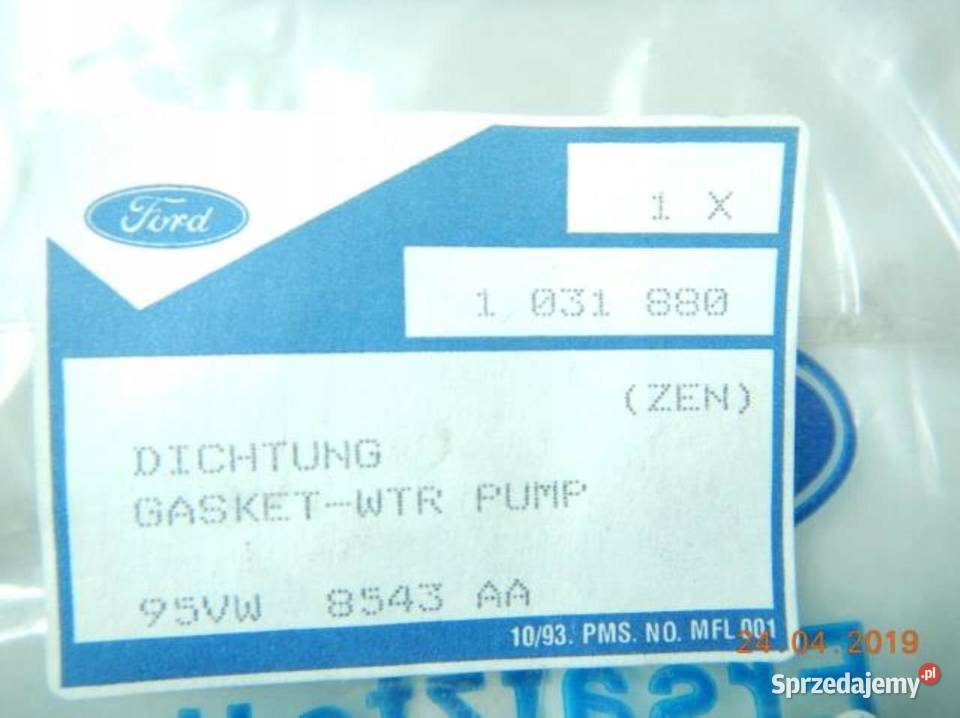 Ford
1 X
1 031 880
(ZEN)
DICHTUNG
GASKET-WTR PUMP
95VW 8543 AA
10/93. PMS. NO. MFL 001
24.04.2019
Sprzedajemy.pl